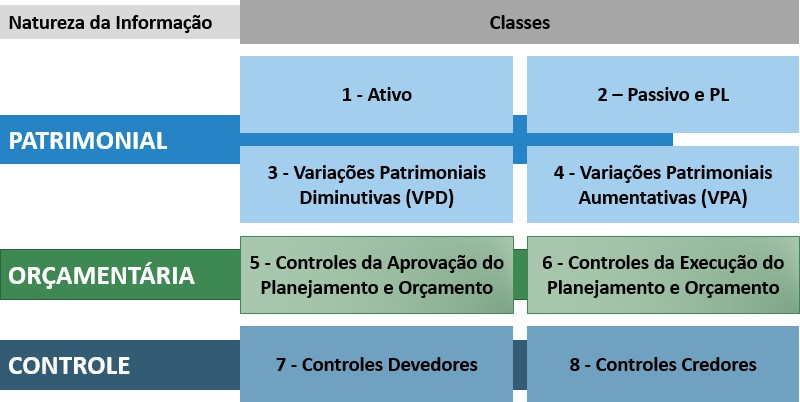 Natureza da Informação
Classes
PATRIMONIAL
1 - Ativo
2 – Passivo e PL
3 - Variações Patrimoniais
Diminutivas (VPD)
4 - Variações Patrimoniais
Aumentativas (VPA)
ORÇAMENTÁRIA
5 - Controles da Aprovação do
Planejamento e Orçamento
6 - Controles da Execução do
Planejamento e Orçamento
CONTROLE
7 - Controles Devedores
8 - Controles Credores